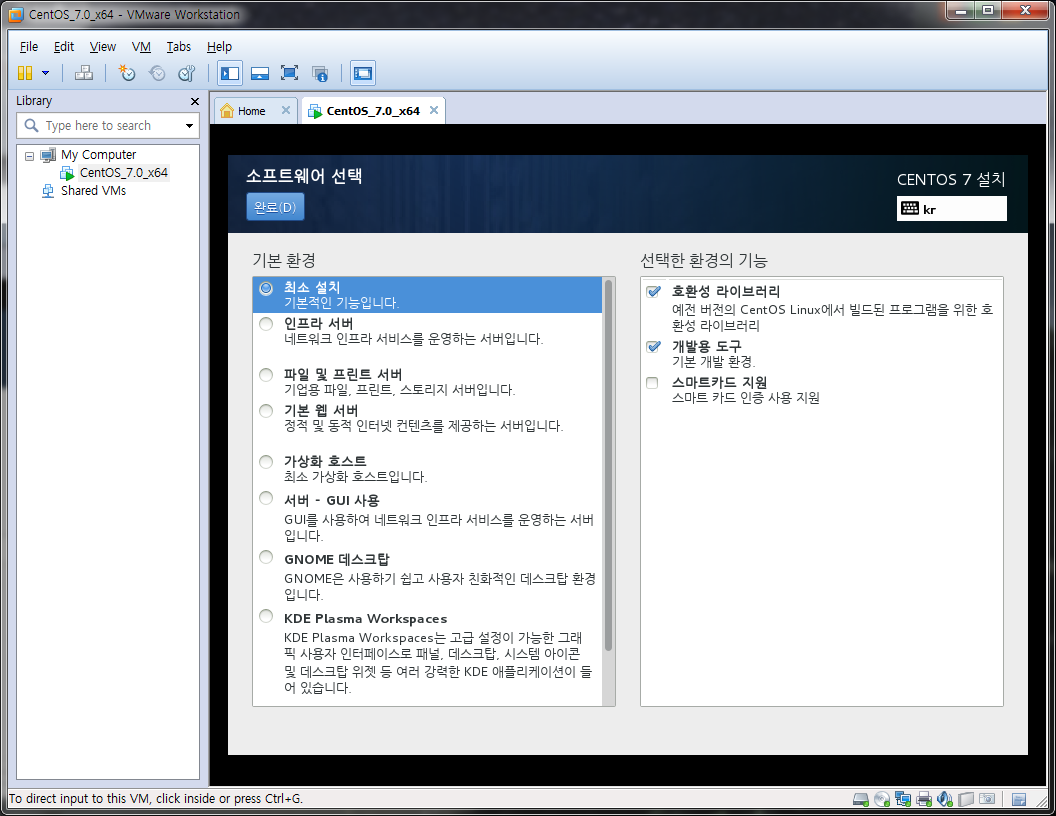 CentOS_7.0_x64 - VMware Workstation
File Edit View VM Tabs Help
Library
Type here to search
My Computer
CentOS_7.0_x64
Shared VMs
Home
CentOS_7.0_x64
소프트웨어 선택
완료(D)
CENTOS 7 설치
kr
기본 환경
최소 설치
기본적인 기능입니다.
인프라 서버
네트워크 인프라 서비스를 운영하는 서버입니다.
파일 및 프린트 서버
기업용 파일, 프린트, 스토리지 서버입니다.
기본 웹 서버
정적 및 동적 인터넷 컨텐츠를 제공하는 서버입니다.
가상화 호스트
최소 가상화 호스트입니다.
서버 - GUI 사용
GUI를 사용하여 네트워크 인프라 서비스를 운영하는 서버
입니다.
GNOME 데스크탑
GNOME은 사용하기 쉽고 사용자 친화적인 데스크탑 환경
입니다.
KDE Plasma Workspaces
KDE Plasma Workspaces는 고급 설정이 가능한 그래
픽 사용자 인터페이스로 패널, 데스크탑, 시스템 아이콘
및 데스크탑 위젯 등 여러 강력한 KDE 애플리케이션이 들
어 있습니다.
선택한 환경의 기능
호환성 라이브러리
예전 버전의 CentOS Linux에서 빌드된 프로그램을 위한 호
환성 라이브러리
개발용 도구
기본 개발 환경.
스마트카드 지원
스마트 카드 인증 사용 지원
To direct input to this VM, click inside or press Ctrl+G.